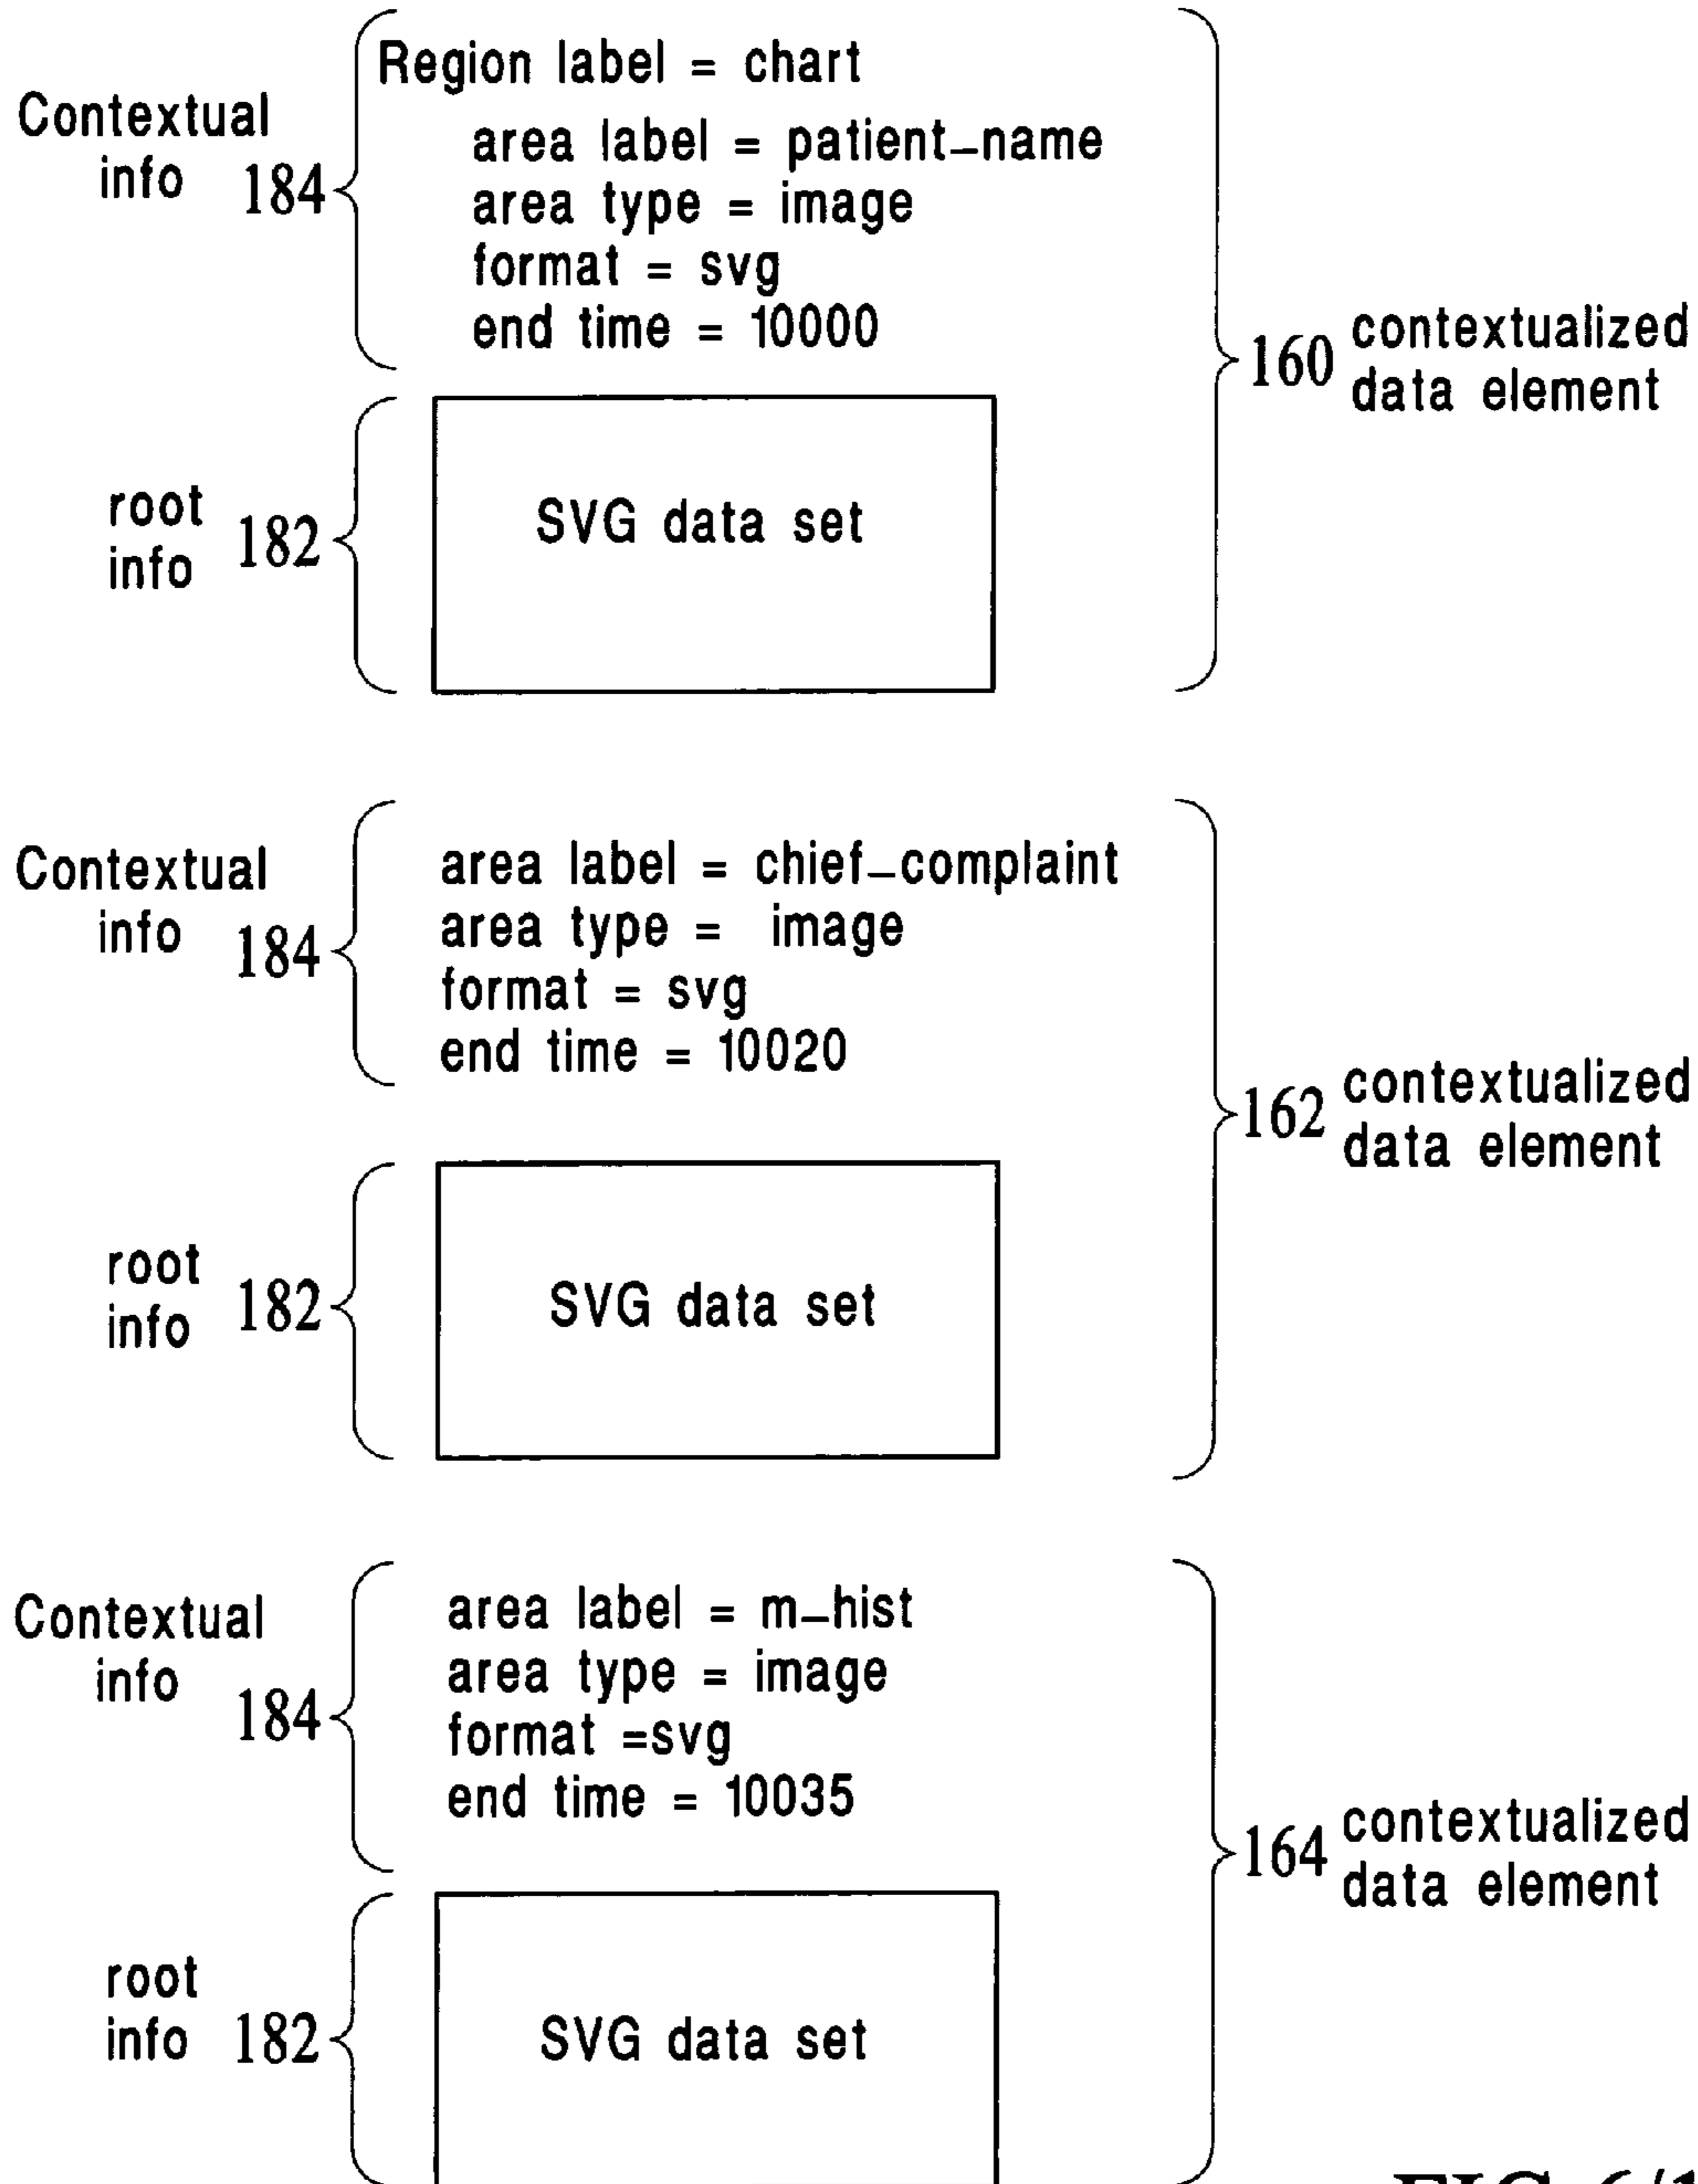 Region label = chart
Contextual
info 184
area label = patient-name
area type = image
format = svg
end time = 10000
160 contextualized
data element
root
info 182
SVG data set
Contextual
info 184
area label = chief-complaint
area type = image
format = svg
end time = 10020
162 contextualized
data element
root
info 182
SVG data set
Contextual
info 184
area label = m-hist
area type = image
format =svg
end time = 10035
164 contextualized
data element
root
info 182
SVG data set